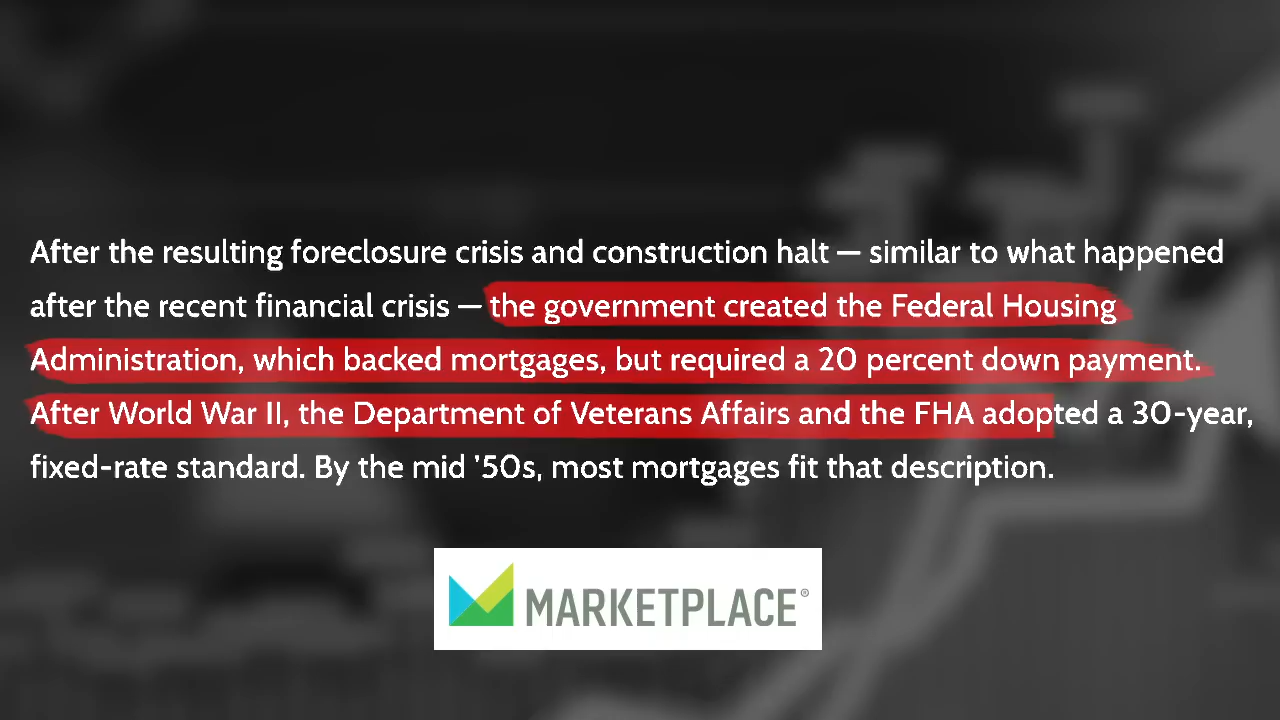 After the resulting foreclosure crisis and construction halt — similar to what happened
after the recent financial crisis — the government created the Federal Housing
Administration, which backed mortgages, but required a 20 percent down payment.
After World War II, the Department of Veterans Affairs and the FHA adopted a 30-year,
fixed-rate standard. By the mid '50s, most mortgages fit that description.
MARKETPLACE®